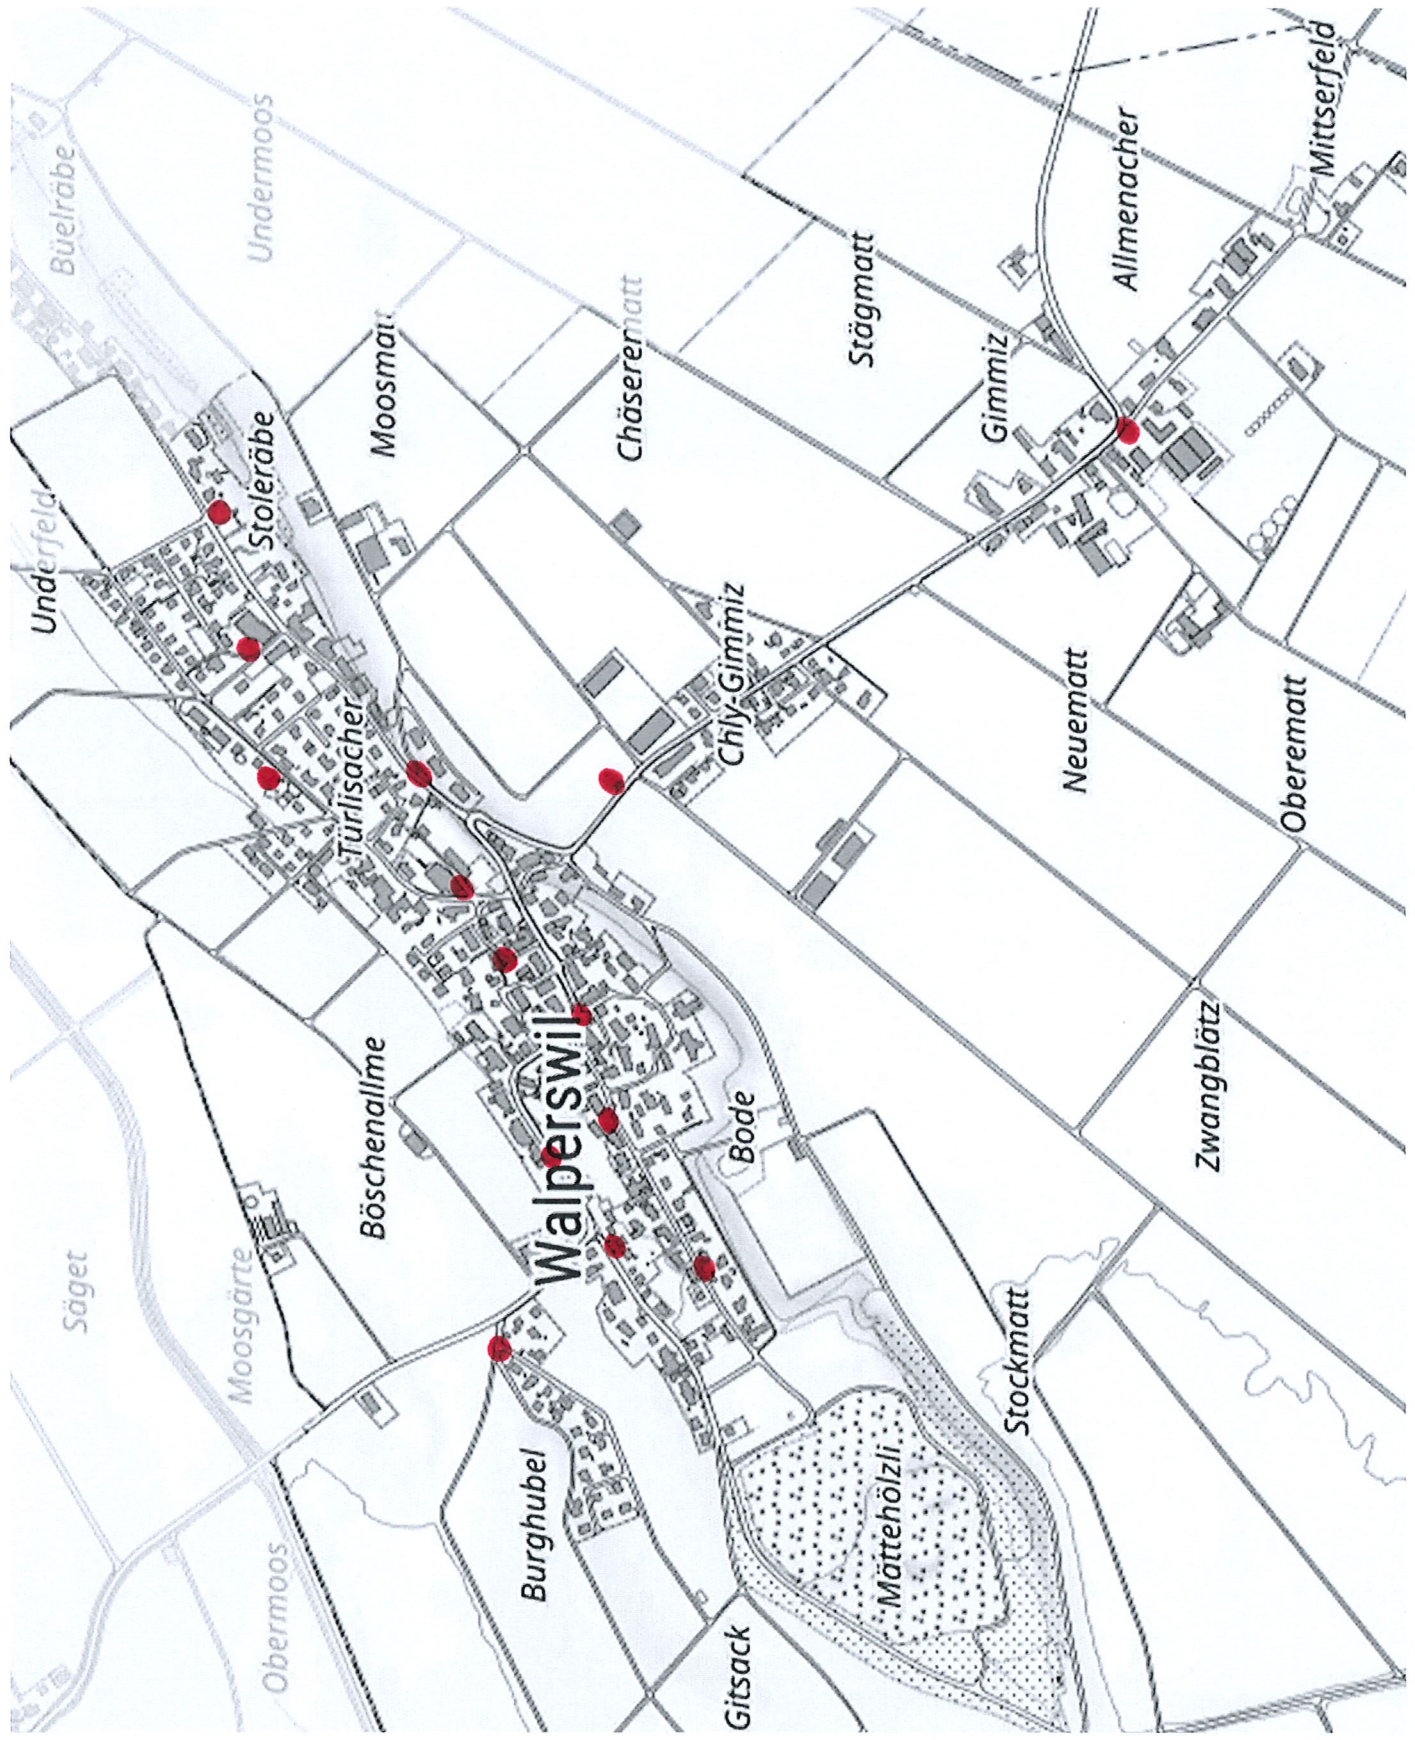 Säget
Underfeld
Büelräbe
Obermoos
Moosgärte
Stoleräbe
Undermoos
Böschenallme
Türlisacher
Moosmatt
Burghubel
Walperswil
Chäserematt
Gitsack
Bode
Chly-Gimmiz
Mättehölzli
Stägmatt
Stockmatt
Gimmiz
Neuematt
Allmenacher
Zwangblätz
Oberematt
Mittserfeld